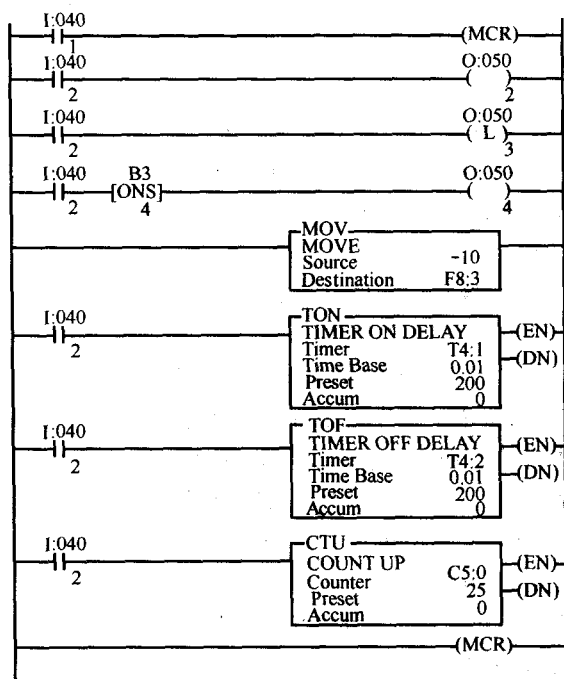 I:040
1
(MCR)
I:040
2
O:050
( )
2
I:040
2
O:050
( L )
3
I:040
2
B3
[ONS]
4
O:050
( )
4
MOV
MOVE
Source -10
Destination F8:3
I:040
2
TON
TIMER ON DELAY
Timer T4:1
Time Base 0.01
Preset 200
Accum 0
(EN)
(DN)
I:040
2
TOF
TIMER OFF DELAY
Timer T4:2
Time Base 0.01
Preset 200
Accum 0
(EN)
(DN)
I:040
2
CTU
COUNT UP
Counter C5:0
Preset 25
Accum 0
(EN)
(DN)
(MCR)